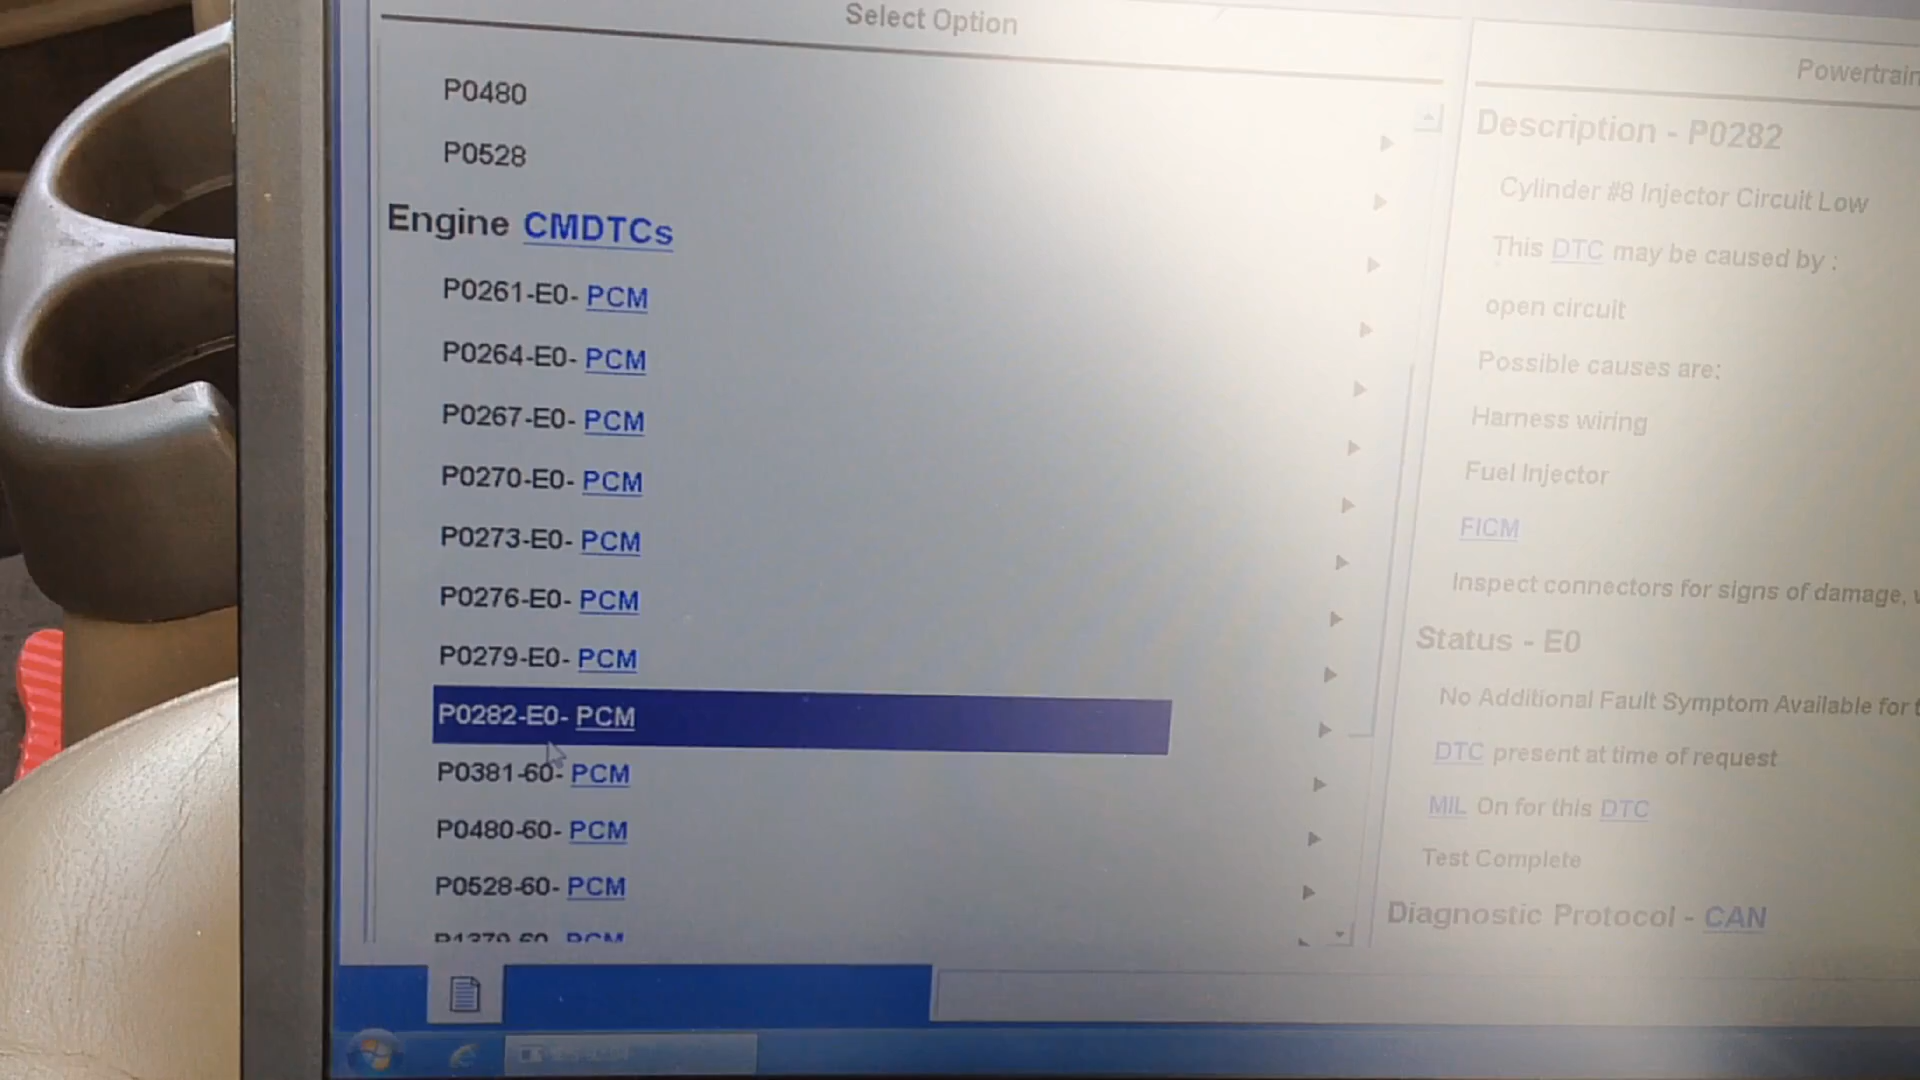 Select Option
P0480
P0528
Engine CMDTCs
P0261-E0- PCM
P0264-E0- PCM
P0267-E0- PCM
P0270-E0- PCM
P0273-E0- PCM
P0276-E0- PCM
P0279-E0- PCM
P0282-E0- PCM
P0381-60- PCM
P0480-60- PCM
P0528-60- PCM
P1379-60- PCM
Powertrain
Description - P0282
Cylinder #8 Injector Circuit Low
This DTC may be caused by :
open circuit
Possible causes are:
Harness wiring
Fuel Injector
FICM
Inspect connectors for signs of damage,
Status - E0
No Additional Fault Symptom Available for
DTC present at time of request
MIL On for this DTC
Test Complete
Diagnostic Protocol - CAN